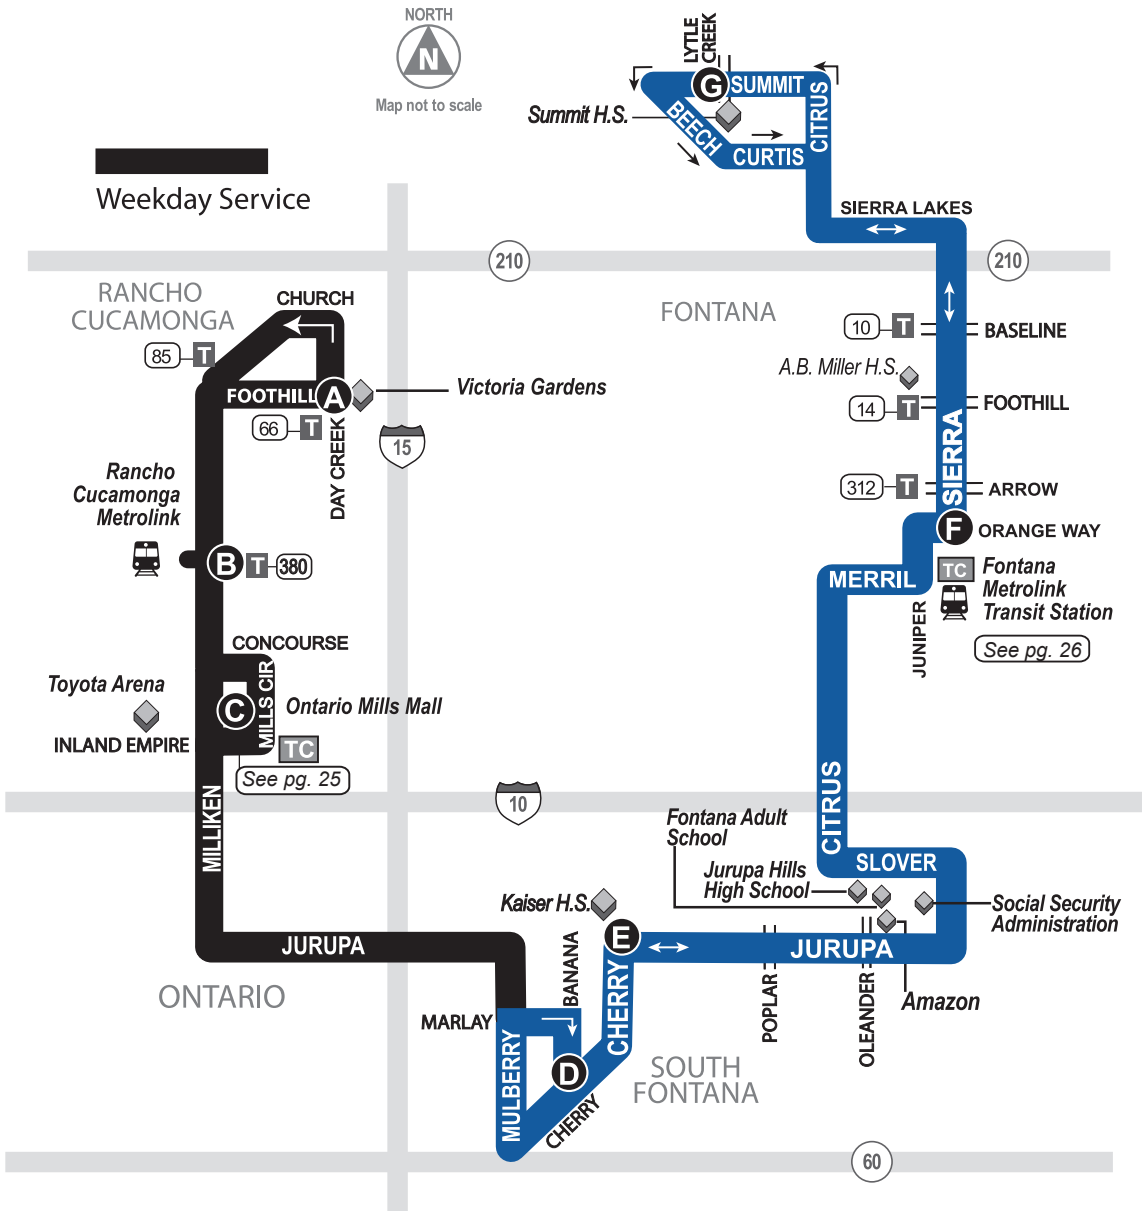 NORTH
N
Map not to scale
LYTLE
CREEK
G
SUMMIT
Summit H.S.
BEECH
CITRUS
CURTIS
Weekday Service
SIERRA LAKES
210
210
RANCHO
CUCAMONGA
CHURCH
FONTANA
10
T
BASELINE
85
T
A.B. Miller H.S.
FOOTHILL
A
Victoria Gardens
14
T
FOOTHILL
66
T
15
DAY CREEK
SIERRA
Rancho
Cucamonga
Metrolink
312
T
ARROW
F
ORANGE WAY
B
T
380
MERRIL
TC
Fontana
Metrolink
Transit Station
JUNIPER
See pg. 26
CONCOURSE
Toyota Arena
MILLS CIR
C
Ontario Mills Mall
INLAND EMPIRE
TC
See pg. 25
MILLIKEN
10
CITRUS
Fontana Adult
School
SLOVER
Jurupa Hills
High School
Kaiser H.S.
Social Security
Administration
E
JURUPA
BANANA
JURUPA
ONTARIO
CHERRY
POPLAR
OLEANDER
Amazon
MARLAY
MULBERRY
D
SOUTH
FONTANA
CHERRY
60